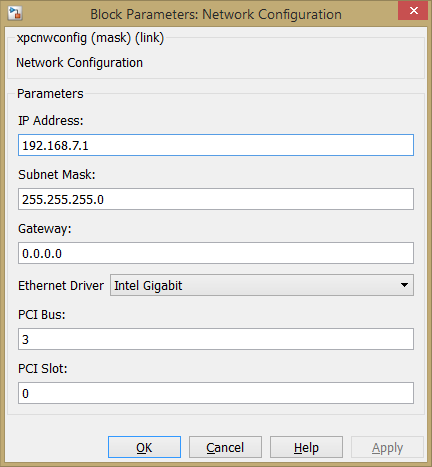 Block Parameters: Network Configuration
xpcnwconfig (mask) (link)
Network Configuration
Parameters
IP Address:
192.168.7.1
Subnet Mask:
255.255.255.0
Gateway:
0.0.0.0
Ethernet Driver Intel Gigabit
PCI Bus:
3
PCI Slot:
0
OK Cancel Help Apply